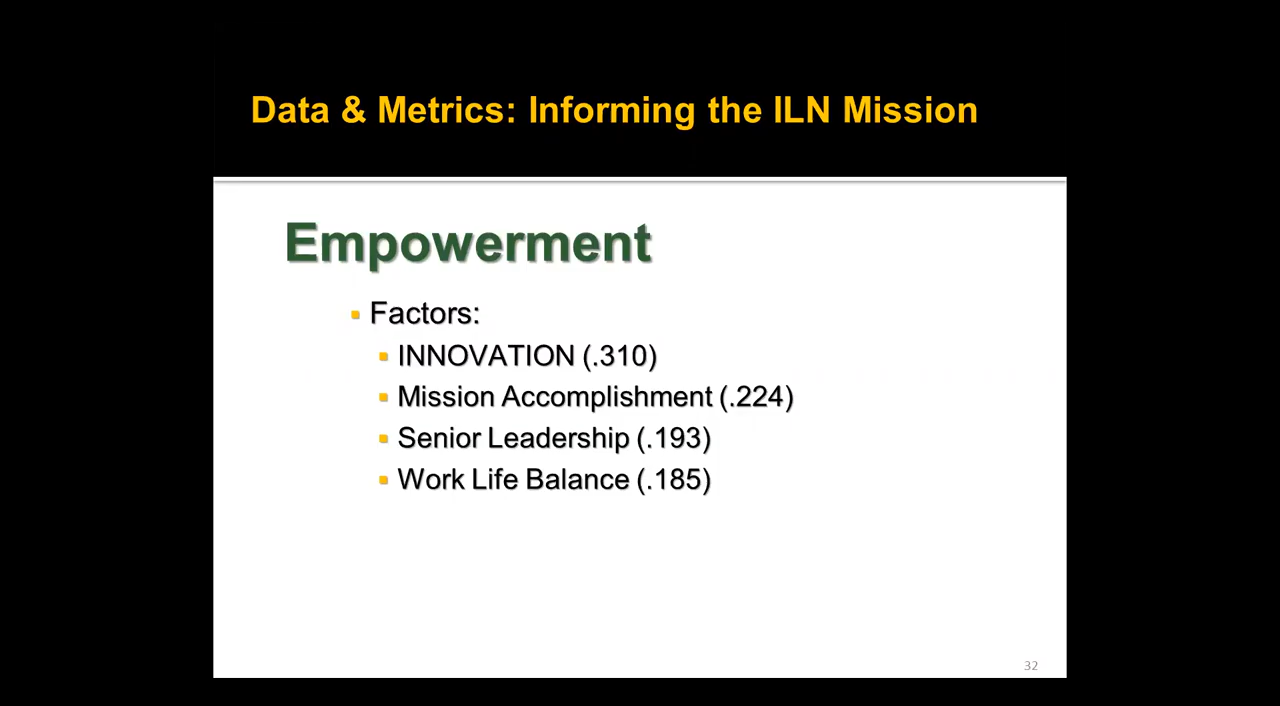 Data & Metrics: Informing the ILN Mission
Empowerment
Factors:
INNOVATION (.310)
Mission Accomplishment (.224)
Senior Leadership (.193)
Work Life Balance (.185)
32